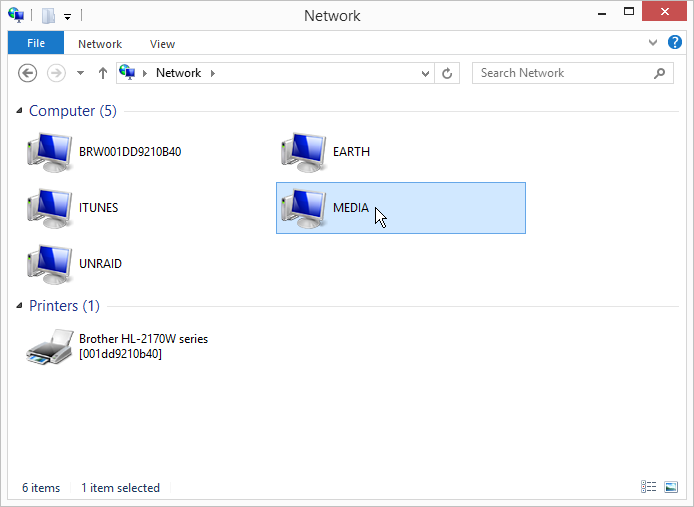 Network
File Network View
Network
Search Network
Computer (5)
BRW001DD9210B40
EARTH
ITUNES
MEDIA
UNRAID
Printers (1)
Brother HL-2170W series
[001dd9210b40]
6 items 1 item selected